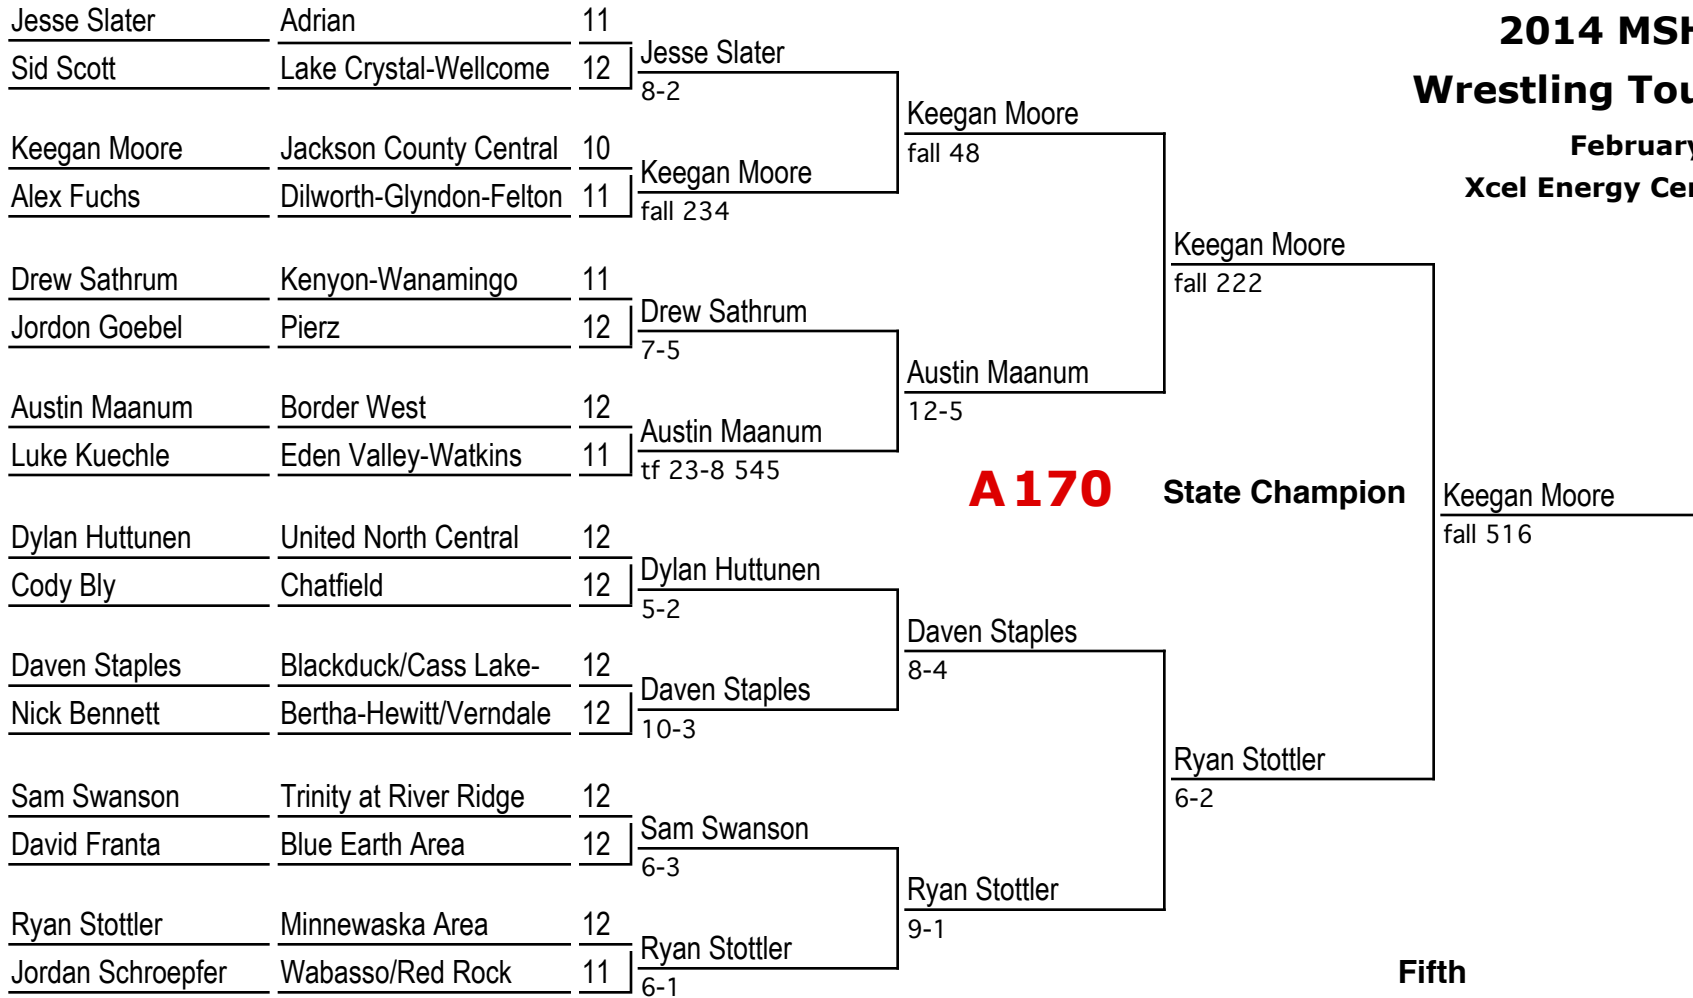 Jesse Slater Adrian 11
Sid Scott Lake Crystal-Wellcome 12
Keegan Moore Jackson County Central 10
Alex Fuchs Dilworth-Glyndon-Felton 11
Drew Sathrum Kenyon-Wanamingo 11
Jordon Goebel Pierz 12
Austin Maanum Border West 12
Luke Kuechle Eden Valley-Watkins 11
Dylan Huttunen United North Central 12
Cody Bly Chatfield 12
Daven Staples Blackduck/Cass Lake- 12
Nick Bennett Bertha-Hewitt/Verndale 12
Sam Swanson Trinity at River Ridge 12
David Franta Blue Earth Area 12
Ryan Stottler Minnewaska Area 12
Jordan Schroepfer Wabasso/Red Rock 11
Jesse Slater
8-2
Keegan Moore
fall 234
Drew Sathrum
7-5
Austin Maanum
tf 23-8 545
Dylan Huttunen
5-2
Daven Staples
10-3
Sam Swanson
6-3
Ryan Stottler
6-1
Keegan Moore
fall 48
Austin Maanum
12-5
Daven Staples
8-4
Ryan Stottler
9-1
Keegan Moore
fall 222
Ryan Stottler
6-2
A 170 State Champion
Keegan Moore
fall 516
2014 MSH
Wrestling Tou
February
Xcel Energy Cen
Fifth